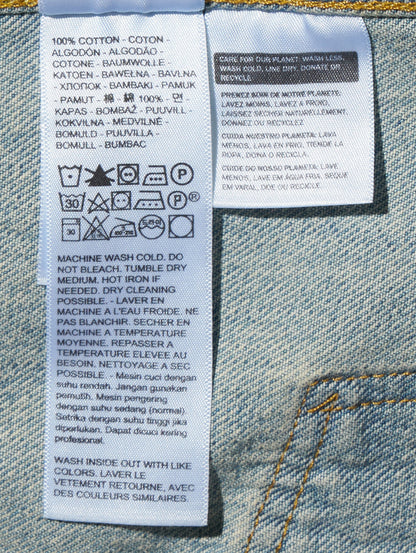 100% COTTON - COTON -
ALGODÓN - ALGODÃO -
COTONE - BAUMWOLLE -
KATOEN - BAWEŁNA - BAVLNA
- ХЛОПОК - BAMBAKI - PAMUK
- PAMUT - 棉 - 綿 100% - 면 -
KAPAS - BOMBAŽ - PUUVILL -
KOKVILNA - MEDVILNĖ -
BOMULD - PUUVILLA -
BOMULL - BUMBAC
P
30
P
MACHINE WASH COLD. DO
NOT BLEACH. TUMBLE DRY
MEDIUM. HOT IRON IF
NEEDED. DRY CLEANING
POSSIBLE. - LAVER EN
MACHINE A L'EAU FROIDE. NE
PAS BLANCHIR. SECHER EN
MACHINE A TEMPERATURE
MOYENNE. REPASSER A
TEMPERATURE ELEVEE AU
BESOIN. NETTOYAGE A SEC
POSSIBLE. - Mesin cuci dengan
suhu rendah. Jangan gunakan
pemutih. Mesin pengering
dengan suhu sedang (normal).
Setrika dengan suhu tinggi jika
diperlukan. Dapat dicuci kering
profesional.
WASH INSIDE OUT WITH LIKE
COLORS. LAVER LE
VETEMENT RETOURNE, AVEC
DES COULEURS SIMILAIRES.
CARE FOR OUR PLANET: WASH LESS,
WASH COLD, LINE DRY, DONATE OR
RECYCLE.
PRENEZ SOIN DE NOTRE PLANETE:
LAVEZ MOINS, LAVEZ A FROID,
LAISSEZ SECHER NATURELLEMENT,
DONNEZ OU RECYCLEZ
CUIDA NUESTRO PLANETA: LAVA
MENOS, LAVA EN FRIO, TIENDE LA
ROPA, DONA O RECICLA.
CUIDE DO NOSSO PLANETA: LAVE
MENOS, LAVE EM AGUA FRIA, SEQUE
EM VARAL, DOE OU RECICLE.